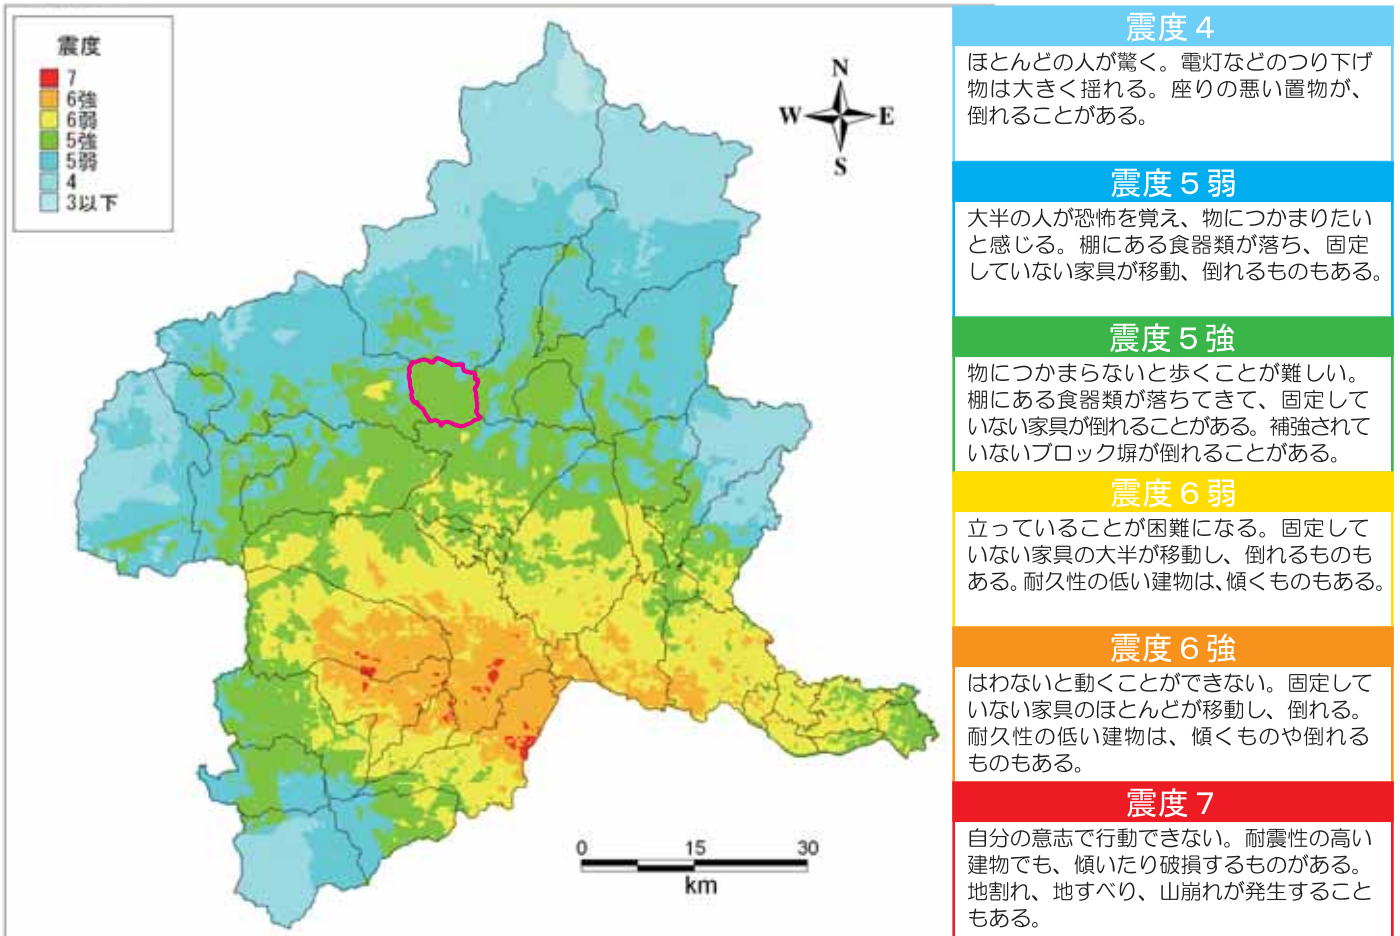 震度
7
6強
6弱
5強
5弱
4
3以下
N
W E
S
0 15 30
km
震度4
ほとんどの人が驚く。電灯などのつり下げ
物は大きく揺れる。座りの悪い置物が、
倒れることがある。
震度5弱
大半の人が恐怖を覚え、物につかまりたい
と感じる。棚にある食器類が落ち、固定
していない家具が移動、倒れるものもある。
震度5強
物につかまらないと歩くことが難しい。
棚にある食器類が落ちてきて、固定して
いない家具が倒れることがある。補強されて
いないブロック塀が倒れることがある。
震度6弱
立っていることが困難になる。固定して
いない家具の大半が移動し、倒れるものも
ある。耐久性の低い建物は、傾くものもある。
震度6強
はわないと動くことができない。固定して
いない家具のほとんどが移動し、倒れる。
耐久性の低い建物は、傾くものや倒れる
ものもある。
震度7
自分の意志で行動できない。耐震性の高い
建物でも、傾いたり破損するものがある。
地割れ、地すべり、山崩れが発生すること
もある。